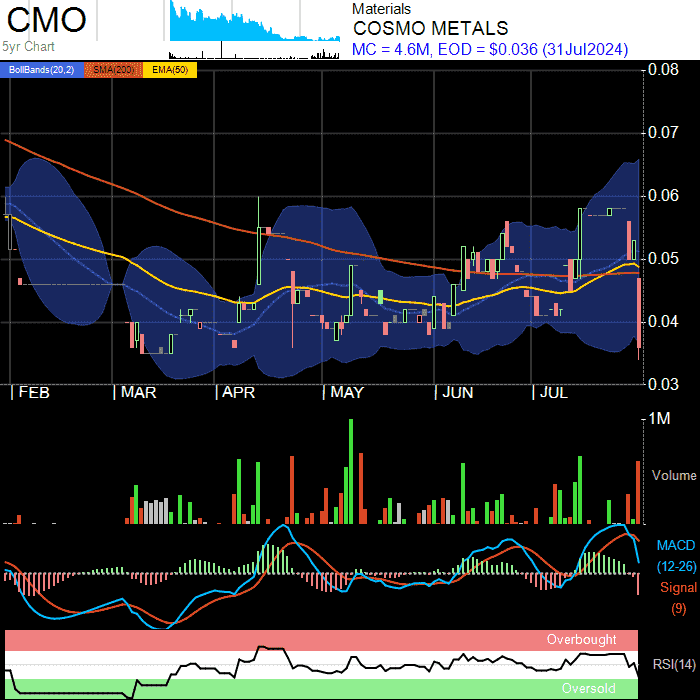 CMO
5yr Chart
Materials
COSMO METALS
MC = 4.6M, EOD = $0.036 (31Jul2024)
BollBands(20,2) SMA(200) EMA(50)
0.08
0.07
0.06
0.05
0.04
0.03
FEB MAR APR MAY JUN JUL
1M
Volume
MACD
(12-26)
Signal
(9)
Overbought
RSI(14)
Oversold